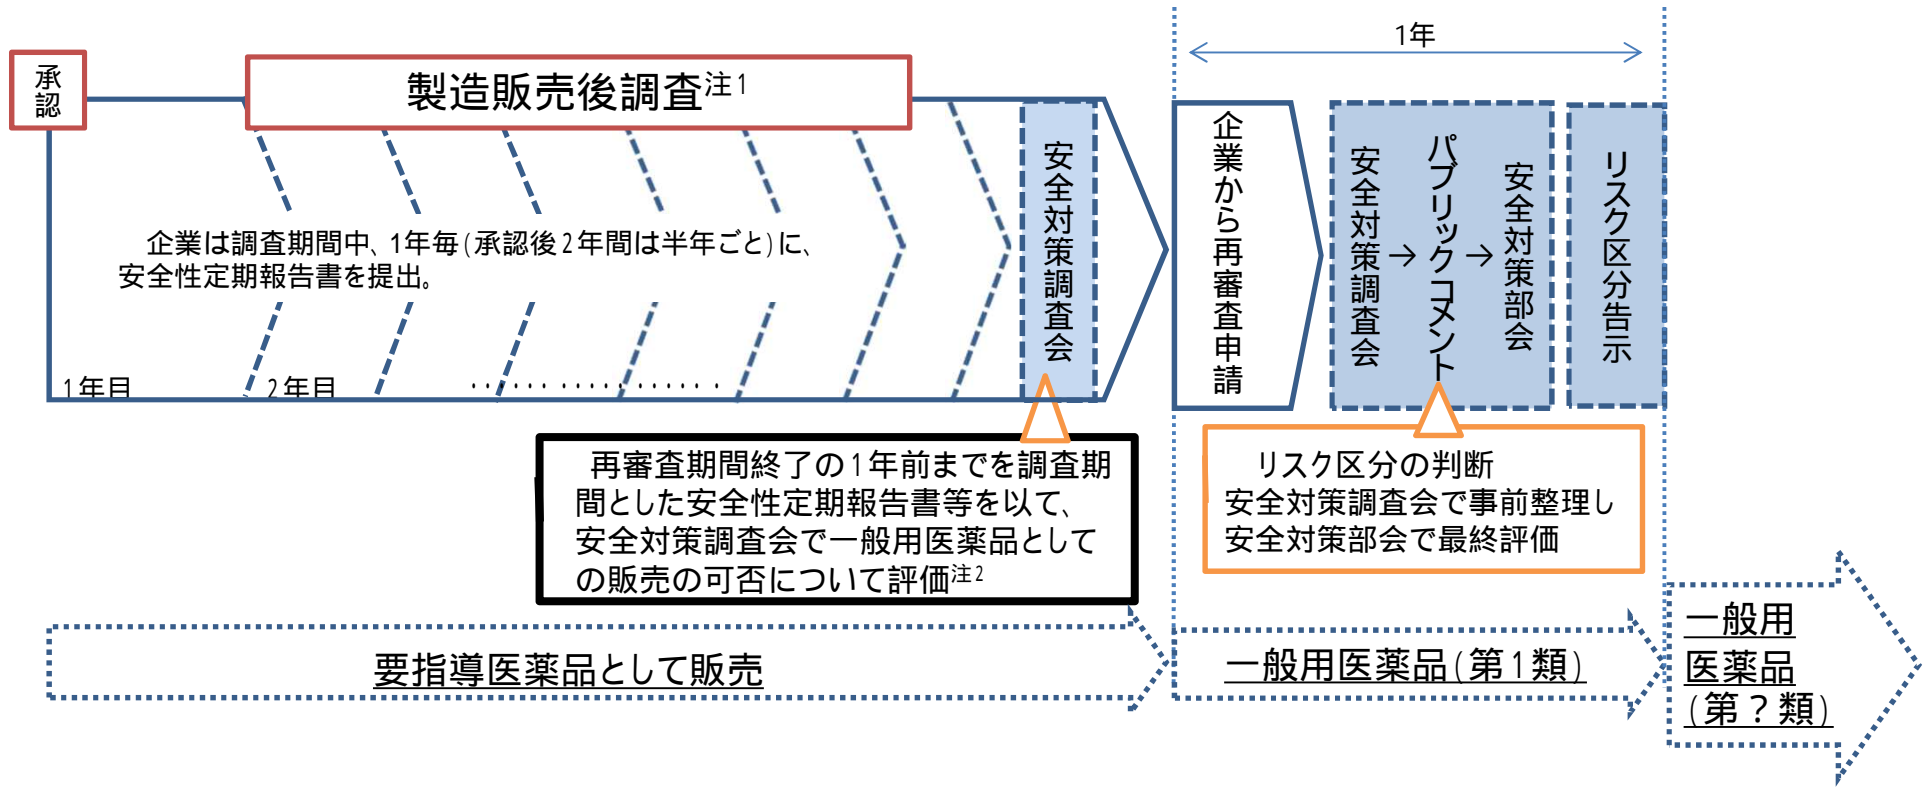 1年
承認
製造販売後調査注1
企業は調査期間中、1年毎(承認後2年間は半年ごと)に、
安全性定期報告書を提出。
1年目
2年目
・・・・・・ ・・・・・・・・・・・・
安全対策調査会
企業から再審査申請
安全対策調査会
→
パブリックコメント
→
安全対策部会
リスク区分告示
再審査期間終了の1年前までを調査期
間とした安全性定期報告書等を以て、
安全対策調査会で一般用医薬品として
の販売の可否について評価注2
リスク区分の判断
安全対策調査会で事前整理し
安全対策部会で最終評価
要指導医薬品として販売
一般用医薬品(第1類)
一般用
医薬品
(第?類)